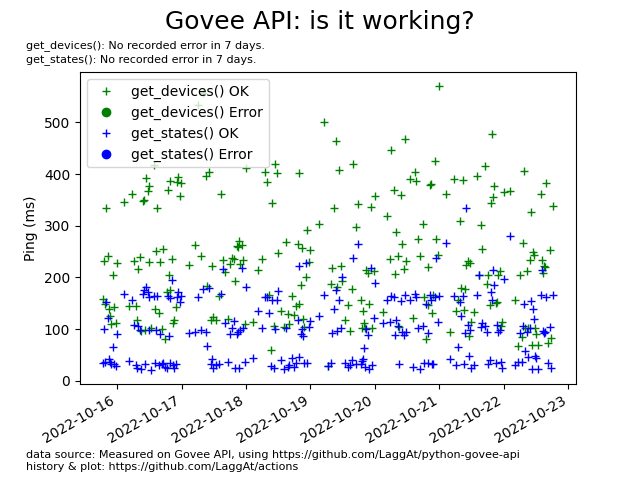 Govee API: is it working?
get_devices(): No recorded error in 7 days.
get_states(): No recorded error in 7 days.
get_devices() OK
get_devices() Error
get_states() OK
get_states() Error
Ping (ms)
500
400
300
200
100
0
2022-10-16
2022-10-17
2022-10-18
2022-10-19
2022-10-20
2022-10-21
2022-10-22
2022-10-23
data source: Measured on Govee API, using https://github.com/LaggAt/python-govee-api
history & plot: https://github.com/LaggAt/actions